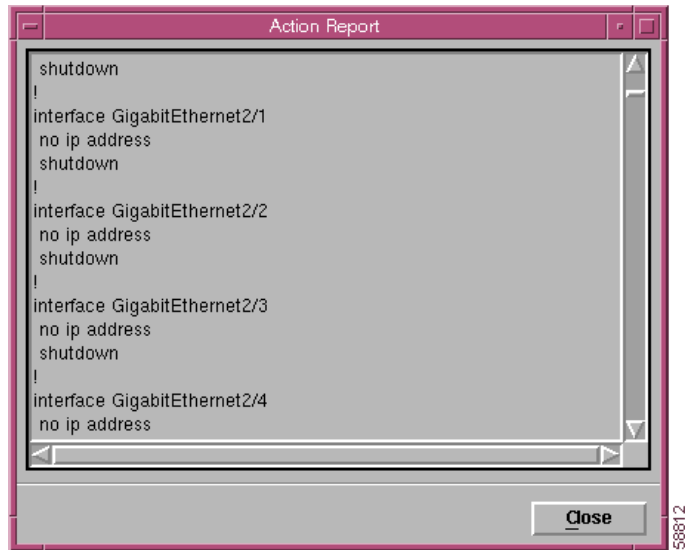 Action Report
shutdown
!
interface GigabitEthernet2/1
no ip address
shutdown
!
interface GigabitEthernet2/2
no ip address
shutdown
!
interface GigabitEthernet2/3
no ip address
shutdown
!
interface GigabitEthernet2/4
no ip address
Close
58812